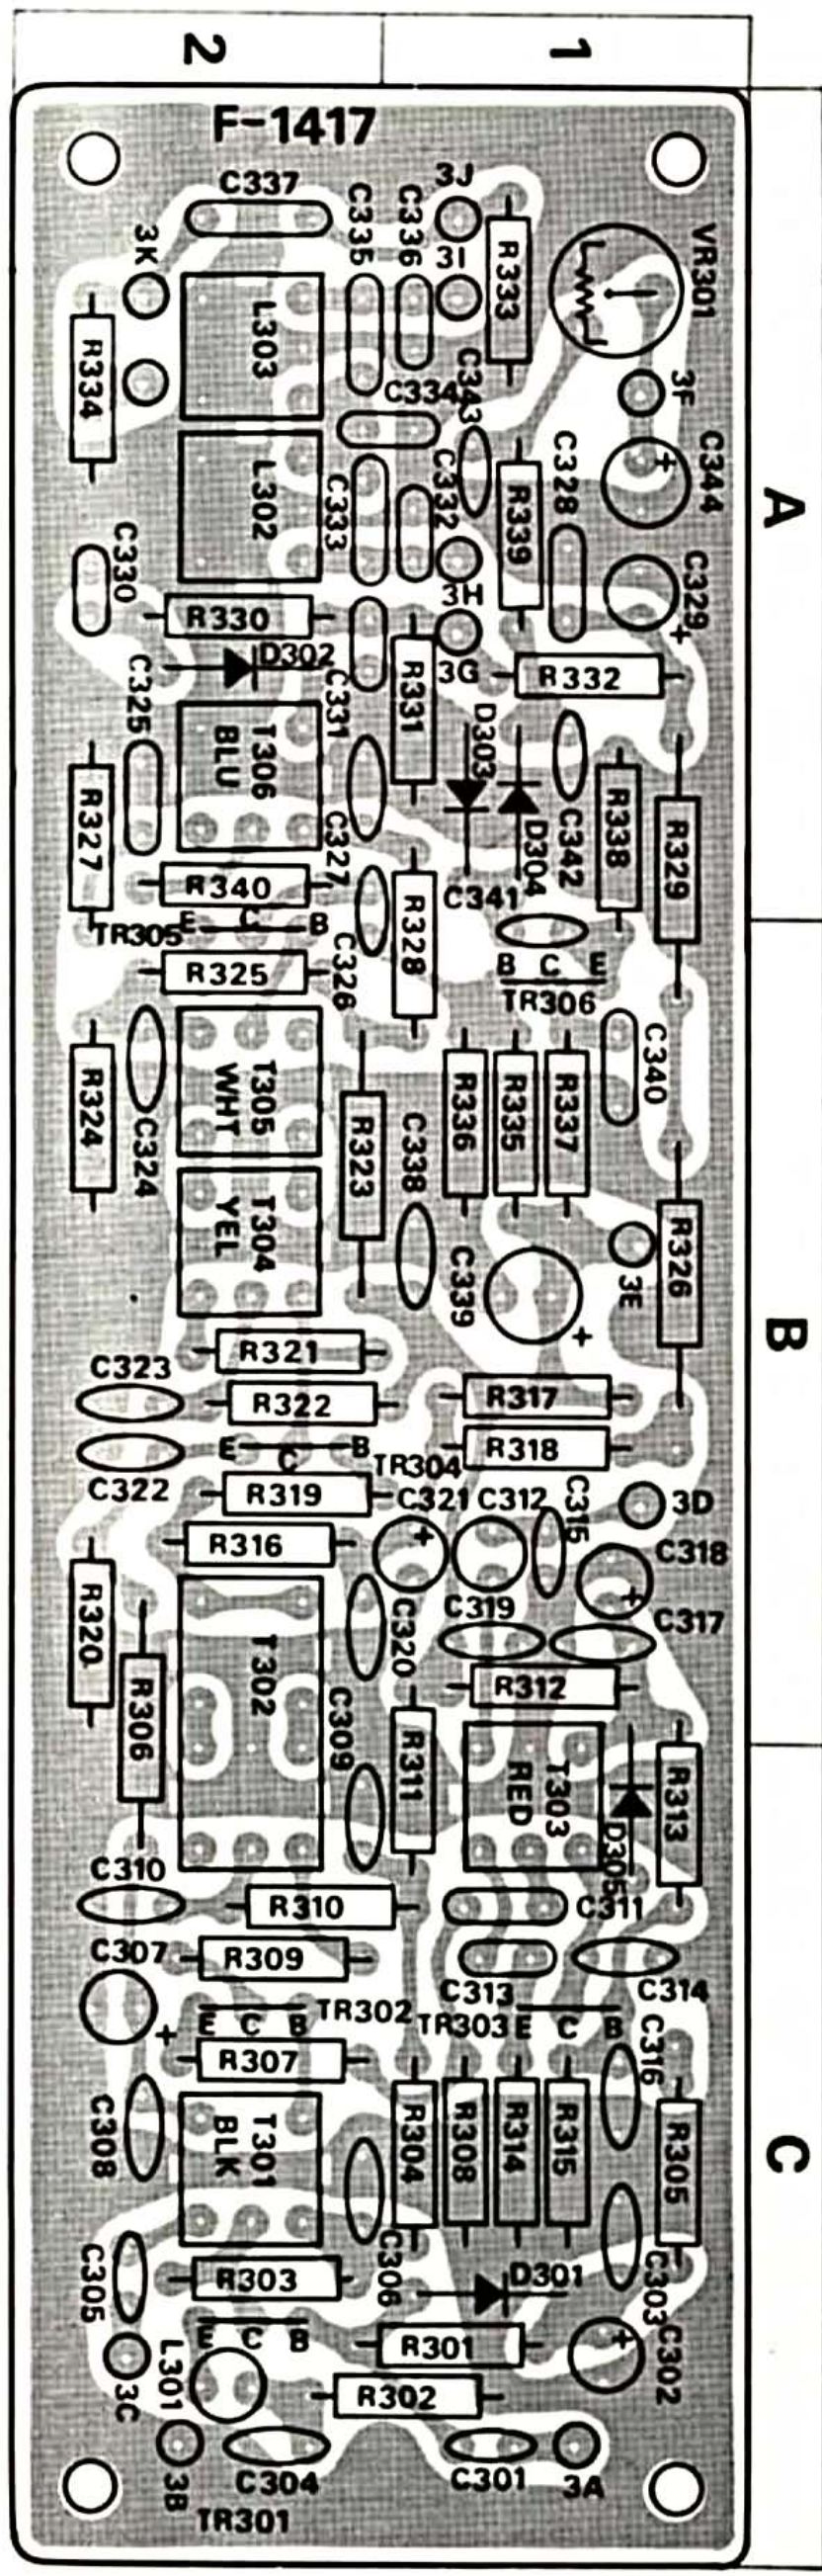 2 1
F-1417
C337
3J
3K
C335
C336
3I
R333
VR301
L303
R334
3F
C334
C343
C344
L302
C333
C332
R339
C328
C330
C329
+
+
R330
3H
D302
3G
R332
C325
C331
R331
D303
T306
BLU
R327
C327
D304
C342
R338
R329
A
R340
C341
TR305 E C B
R328
R325
C326
B C E
TR306
C340
T305
WHT
R324
C324
R323
C338
R336
R335
R337
T304
YEL
C339
+
3E
R326
B
R321
C323
R322
R317
E C B
R318
C322
TR304
R319
C321
+
C312
C315
3D
R316
C318
+
C319
C317
R320
T302
C320
R312
R306
C309
R311
T303
RED
D305
R313
C310
R310
C311
C307
+
R309
C313
C314
E C B
TR302
TR303 E C B
R307
C316
C308
T301
BLK
R304
R308
R314
R315
R305
C
C305
R303
C306
D301
C303
E C B
R301
+
C302
L301
3C
R302
3B
C304
C301
3A
TR301